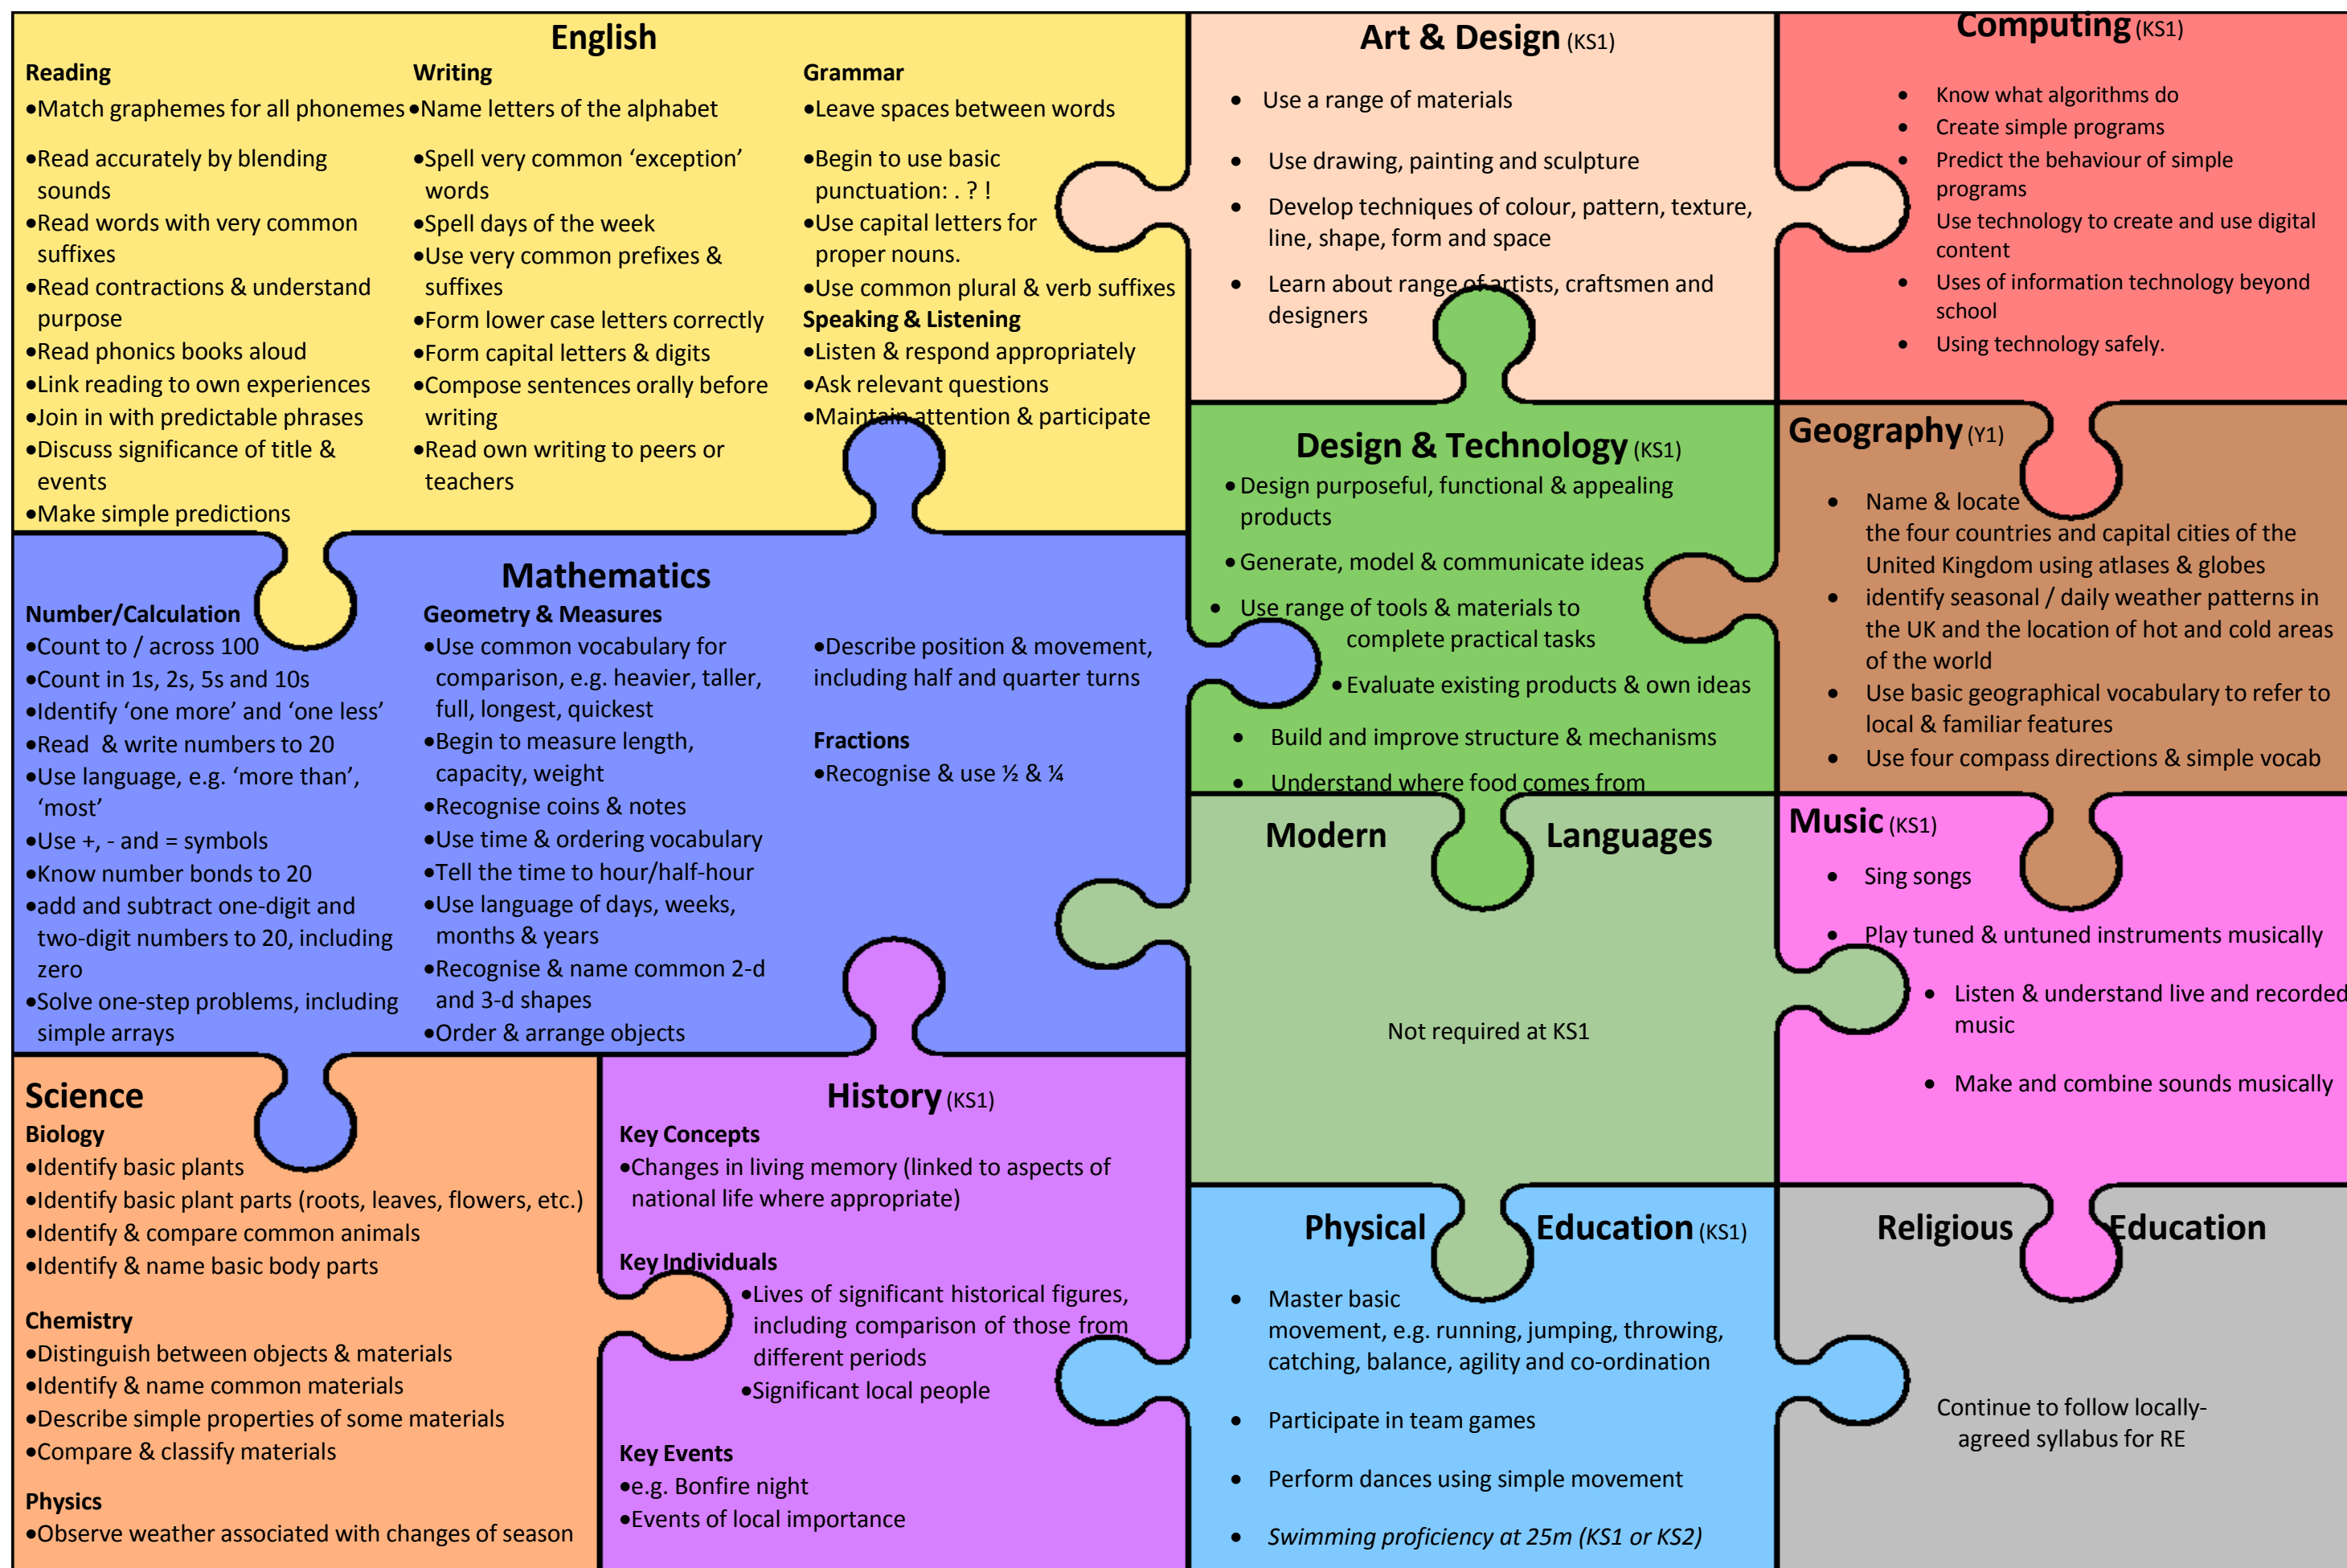 English
Reading
•Match graphemes for all phonemes
•Read accurately by blending
sounds
•Read words with very common
suffixes
•Read contractions & understand
purpose
•Read phonics books aloud
•Link reading to own experiences
•Join in with predictable phrases
•Discuss significance of title &
events
•Make simple predictions
Writing
•Name letters of the alphabet
•Spell very common ‘exception’
words
•Spell days of the week
•Use very common prefixes &
suffixes
•Form lower case letters correctly
•Form capital letters & digits
•Compose sentences orally before
writing
•Read own writing to peers or
teachers
Grammar
•Leave spaces between words
•Begin to use basic
punctuation: . ? !
•Use capital letters for
proper nouns.
•Use common plural & verb suffixes
Speaking & Listening
•Listen & respond appropriately
•Ask relevant questions
•Maintain attention & participate
Art & Design (KS1)
• Use a range of materials
• Use drawing, painting and sculpture
• Develop techniques of colour, pattern, texture,
line, shape, form and space
• Learn about range of artists, craftsmen and
designers
Computing (KS1)
• Know what algorithms do
• Create simple programs
• Predict the behaviour of simple
programs
Use technology to create and use digital
content
• Uses of information technology beyond
school
• Using technology safely.
Mathematics
Number/Calculation
•Count to / across 100
•Count in 1s, 2s, 5s and 10s
•Identify ‘one more’ and ‘one less’
•Read & write numbers to 20
•Use language, e.g. ‘more than’,
‘most’
•Use +, - and = symbols
•Know number bonds to 20
•add and subtract one-digit and
two-digit numbers to 20, including
zero
•Solve one-step problems, including
simple arrays
Geometry & Measures
•Use common vocabulary for
comparison, e.g. heavier, taller,
full, longest, quickest
•Begin to measure length,
capacity, weight
•Recognise coins & notes
•Use time & ordering vocabulary
•Tell the time to hour/half-hour
•Use language of days, weeks,
months & years
•Recognise & name common 2-d
and 3-d shapes
•Order & arrange objects
•Describe position & movement,
including half and quarter turns
Fractions
•Recognise & use ½ & ¼
Design & Technology (KS1)
•Design purposeful, functional & appealing
products
•Generate, model & communicate ideas
• Use range of tools & materials to
complete practical tasks
•Evaluate existing products & own ideas
• Build and improve structure & mechanisms
• Understand where food comes from
Geography (Y1)
• Name & locate
the four countries and capital cities of the
United Kingdom using atlases & globes
• identify seasonal / daily weather patterns in
the UK and the location of hot and cold areas
of the world
• Use basic geographical vocabulary to refer to
local & familiar features
• Use four compass directions & simple vocab
Modern Languages
Not required at KS1
Music (KS1)
• Sing songs
• Play tuned & untuned instruments musically
• Listen & understand live and recorded
music
• Make and combine sounds musically
Science
Biology
•Identify basic plants
•Identify basic plant parts (roots, leaves, flowers, etc.)
•Identify & compare common animals
•Identify & name basic body parts
Chemistry
•Distinguish between objects & materials
•Identify & name common materials
•Describe simple properties of some materials
•Compare & classify materials
Physics
•Observe weather associated with changes of season
History (KS1)
Key Concepts
•Changes in living memory (linked to aspects of
national life where appropriate)
Key Individuals
•Lives of significant historical figures,
including comparison of those from
different periods
•Significant local people
Key Events
•e.g. Bonfire night
•Events of local importance
Physical Education (KS1)
• Master basic
movement, e.g. running, jumping, throwing,
catching, balance, agility and co-ordination
• Participate in team games
• Perform dances using simple movement
• Swimming proficiency at 25m (KS1 or KS2)
Religious Education
Continue to follow locally-
agreed syllabus for RE